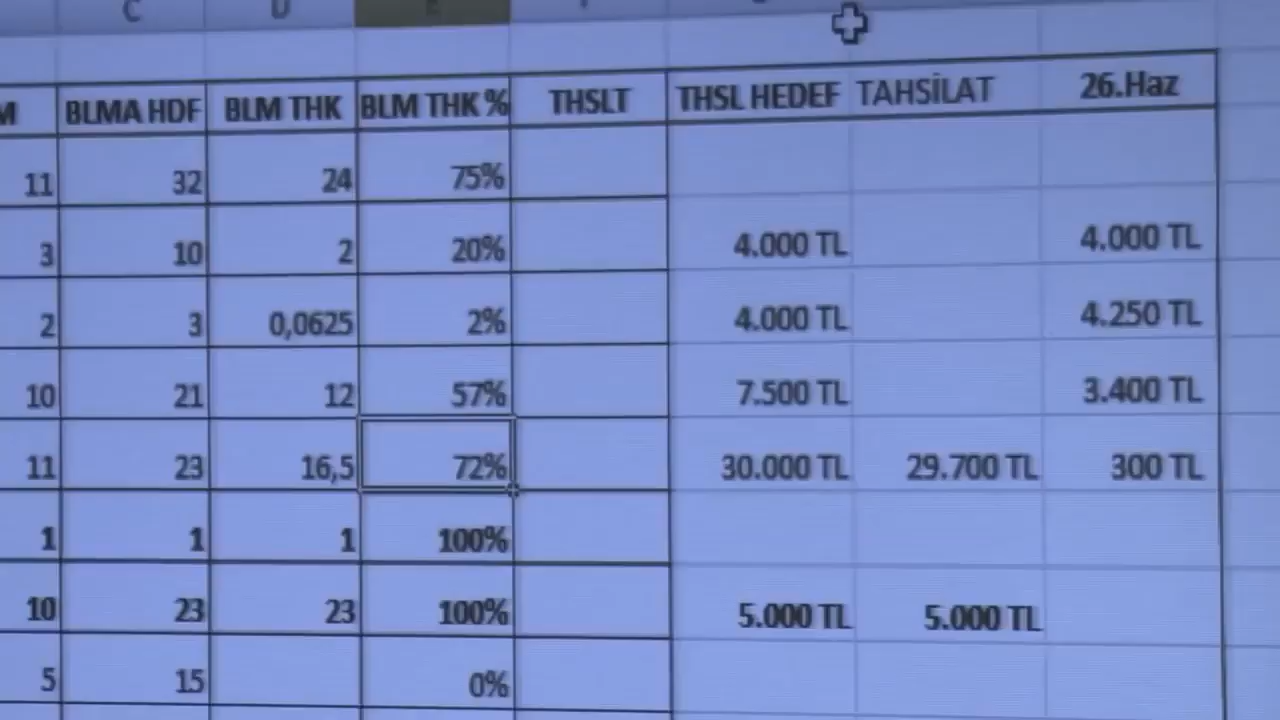 C D E
BLMA HDF BLM THK BLM THK % THSLT THSL HEDEF TAHSİLAT 26.Haz
11 32 24 75%
3 10 2 20% 4.000 TL 4.000 TL
2 3 0,0625 2% 4.000 TL 4.250 TL
10 21 12 57% 7.500 TL 3.400 TL
11 23 16,5 72% 30.000 TL 29.700 TL 300 TL
1 1 1 100%
10 23 23 100% 5.000 TL 5.000 TL
5 15 0%